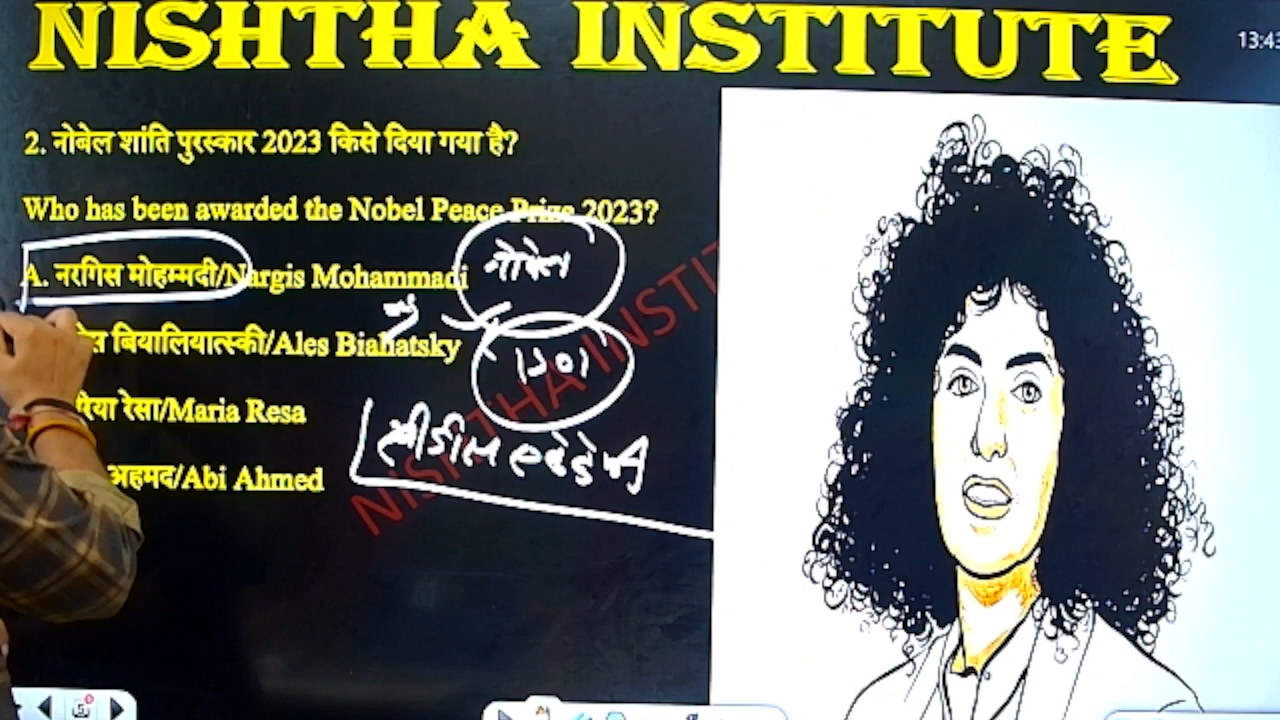 NISHTHA INSTITUTE
13:43
2. नोबेल शांति पुरस्कार 2023 किसे दिया गया है?
Who has been awarded the Nobel Peace Prize 2023?
A. नरगिस मोहम्मदी/Nargis Mohammadi
नोबेल
बियालियात्स्की/Ales Bialiatsky
1901
रेसा/Maria Resa
अहमद/Abi Ahmed
NISHTHA INSTIT